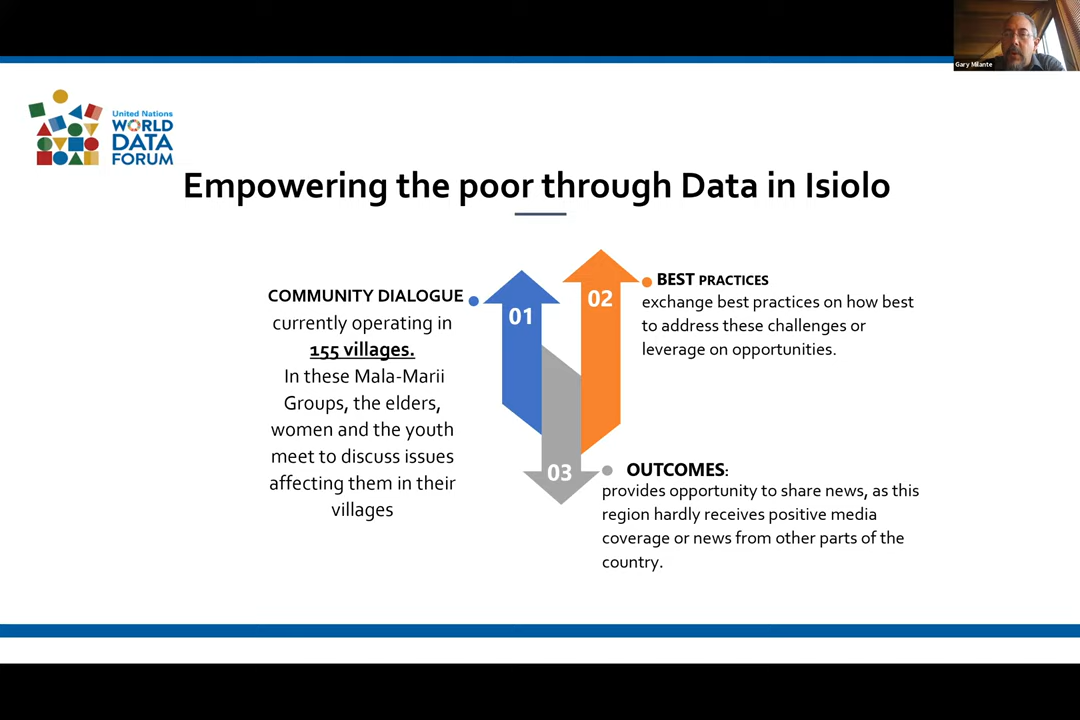 Gary Milante
United Nations
WORLD
DATA
FORUM
Empowering the poor through Data in Isiolo
COMMUNITY DIALOGUE
currently operating in
155 villages.
In these Mala-Marii
Groups, the elders,
women and the youth
meet to discuss issues
affecting them in their
villages
01
02
BEST PRACTICES
exchange best practices on how best
to address these challenges or
leverage on opportunities.
03
OUTCOMES:
provides opportunity to share news, as this
region hardly receives positive media
coverage or news from other parts of the
country.